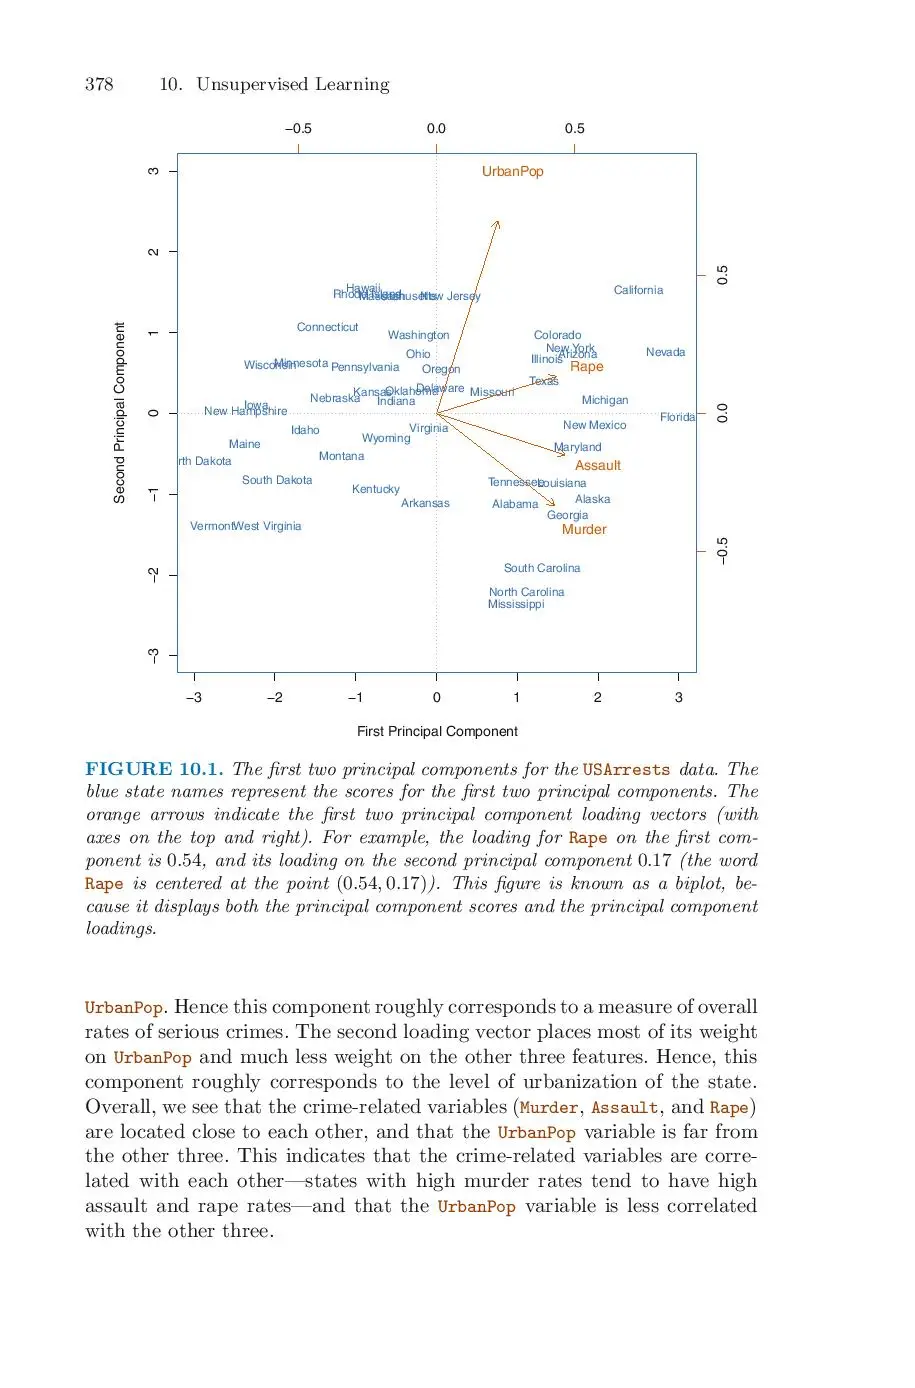 378 10. Unsupervised Learning
−0.5 0.0 0.5
UrbanPop
3
2
1
0
−1
−2
−3
Second Principal Component
0.5
0.0
−0.5
Hawaii
California
Rhode Island
Massachusetts
New Jersey
Connecticut
Washington
Colorado
New York
Ohio
Arizona
Nevada
Illinois
Wisconsin
Minnesota
Pennsylvania
Oregon
Rape
Texas
Delaware
Kansas
Oklahoma
Missouri
Nebraska
Indiana
Michigan
Iowa
New Hampshire
Florida
New Mexico
Virginia
Idaho
Wyoming
Maine
Maryland
Montana
rth Dakota
Assault
South Dakota
Tennessee
Louisiana
Kentucky
Alaska
Arkansas
Alabama
Georgia
Vermont
West Virginia
Murder
South Carolina
North Carolina
Mississippi
−3 −2 −1 0 1 2 3
First Principal Component
FIGURE 10.1. The first two principal components for the USArrests data. The
blue state names represent the scores for the first two principal components. The
orange arrows indicate the first two principal component loading vectors (with
axes on the top and right). For example, the loading for Rape on the first com-
ponent is 0.54, and its loading on the second principal component 0.17 (the word
Rape is centered at the point (0.54, 0.17)). This figure is known as a biplot, be-
cause it displays both the principal component scores and the principal component
loadings.
UrbanPop. Hence this component roughly corresponds to a measure of overall
rates of serious crimes. The second loading vector places most of its weight
on UrbanPop and much less weight on the other three features. Hence, this
component roughly corresponds to the level of urbanization of the state.
Overall, we see that the crime-related variables (Murder, Assault, and Rape)
are located close to each other, and that the UrbanPop variable is far from
the other three. This indicates that the crime-related variables are corre-
lated with each other—states with high murder rates tend to have high
assault and rape rates—and that the UrbanPop variable is less correlated
with the other three.